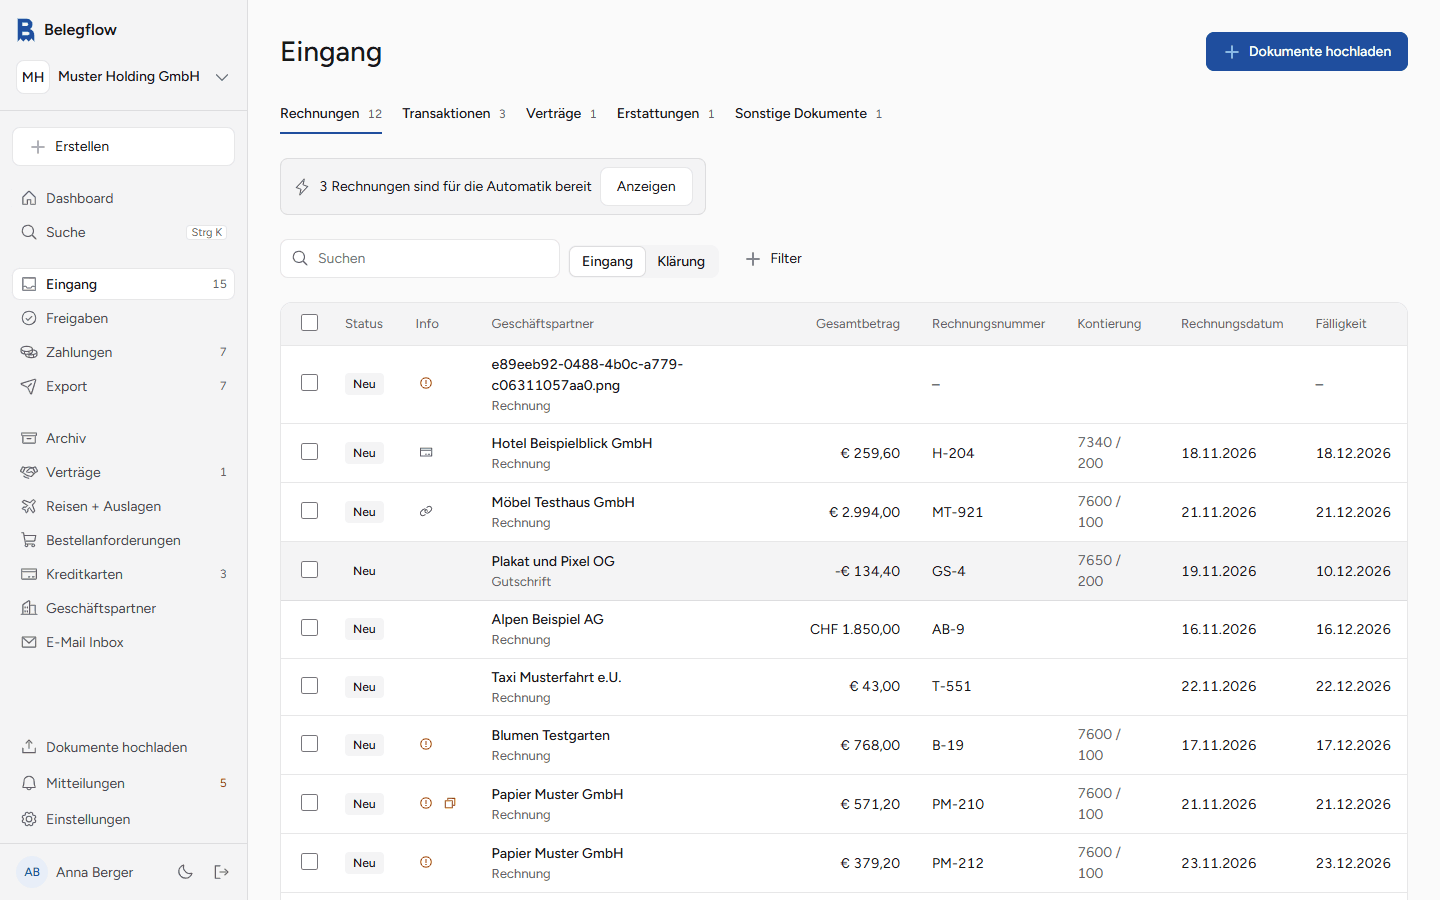 Belegflow
MH Muster Holding GmbH
Erstellen
Dashboard
Suche Strg K
Eingang 15
Freigaben
Zahlungen 7
Export 7
Archiv
Verträge 1
Reisen + Auslagen
Bestellanforderungen
Kreditkarten 3
Geschäftspartner
E-Mail Inbox
Dokumente hochladen
Mitteilungen 5
Einstellungen
AB Anna Berger
Eingang
Dokumente hochladen
Rechnungen 12 Transaktionen 3 Verträge 1 Erstattungen 1 Sonstige Dokumente 1
3 Rechnungen sind für die Automatik bereit Anzeigen
Suchen Eingang Klärung Filter
Status Info Geschäftspartner Gesamtbetrag Rechnungsnummer Kontierung Rechnungsdatum Fälligkeit
e89eeb92-0488-4b0c-a779-
Neu c06311057aa0.png – –
Rechnung
Hotel Beispielblick GmbH 7340 /
Neu € 259,60 H-204 18.11.2026 18.12.2026
Rechnung 200
Möbel Testhaus GmbH 7600 /
Neu € 2.994,00 MT-921 21.11.2026 21.12.2026
Rechnung 100
Plakat und Pixel OG 7650 /
Neu -€ 134,40 GS-4 19.11.2026 10.12.2026
Gutschrift 200
Alpen Beispiel AG
Neu CHF 1.850,00 AB-9 16.11.2026 16.12.2026
Rechnung
Taxi Musterfahrt e.U.
Neu € 43,00 T-551 22.11.2026 22.12.2026
Rechnung
Blumen Testgarten 7600 /
Neu € 768,00 B-19 17.11.2026 17.12.2026
Rechnung 100
Papier Muster GmbH 7600 /
Neu € 571,20 PM-210 21.11.2026 21.12.2026
Rechnung 100
Papier Muster GmbH 7600 /
Neu € 379,20 PM-212 23.11.2026 23.12.2026
Rechnung 100